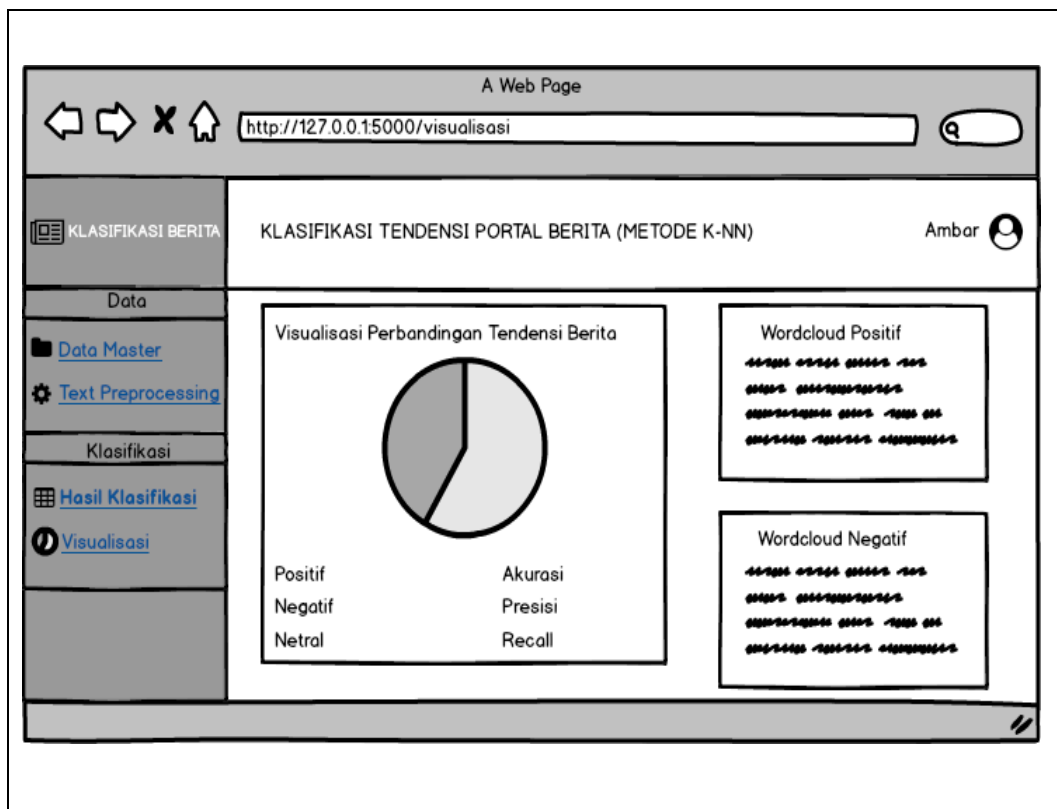 A Web Page
http://127.0.0.1:5000/visualisasi
KLASIFIKASI BERITA
KLASIFIKASI TENDENSI PORTAL BERITA (METODE K-NN)
Ambar
Data
Data Master
Text Preprocessing
Klasifikasi
Hasil Klasifikasi
Visualisasi
Visualisasi Perbandingan Tendensi Berita
Positif
Akurasi
Negatif
Presisi
Netral
Recall
Wordcloud Positif
Wordcloud Negatif